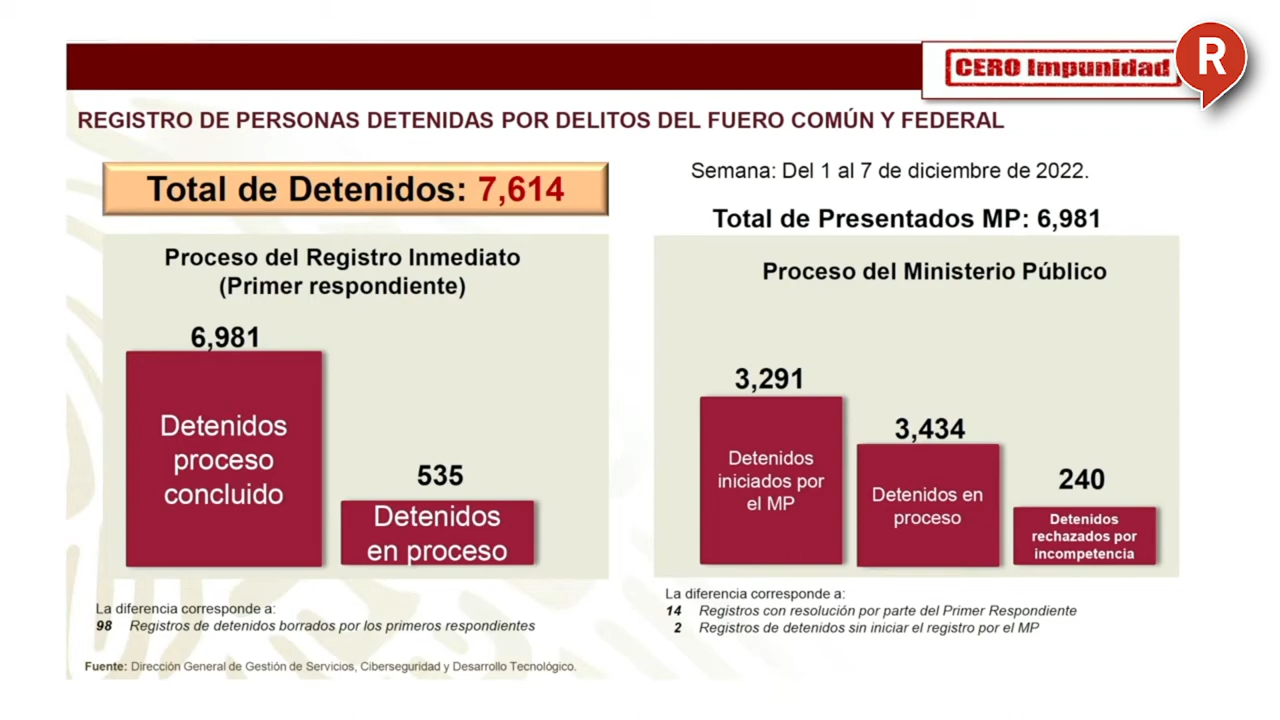 CERO Impunidad
R
REGISTRO DE PERSONAS DETENIDAS POR DELITOS DEL FUERO COMÚN Y FEDERAL
Total de Detenidos: 7,614
Semana: Del 1 al 7 de diciembre de 2022.
Total de Presentados MP: 6,981
Proceso del Registro Inmediato
(Primer respondiente)
6,981
Detenidos
proceso
concluido
535
Detenidos
en proceso
La diferencia corresponde a:
98 Registros de detenidos borrados por los primeros respondientes
Proceso del Ministerio Público
3,291
Detenidos
iniciados por
el MP
3,434
Detenidos en
proceso
240
Detenidos
rechazados por
incompetencia
La diferencia corresponde a:
14 Registros con resolución por parte del Primer Respondiente
2 Registros de detenidos sin iniciar el registro por el MP
Fuente: Dirección General de Gestión de Servicios, Ciberseguridad y Desarrollo Tecnológico.